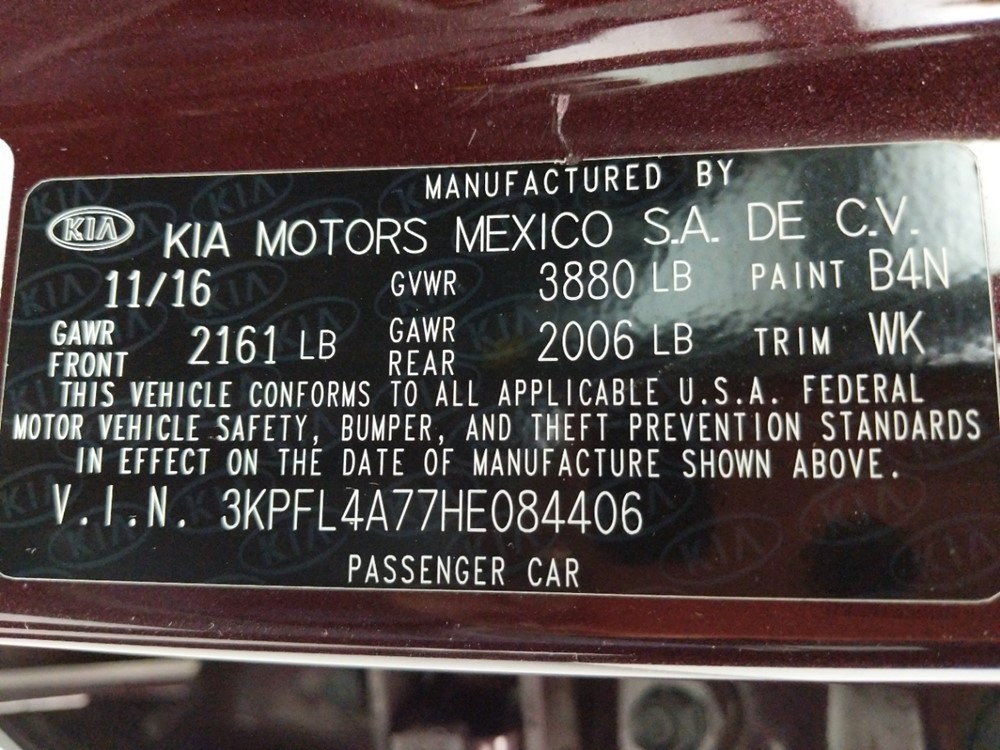 MANUFACTURED BY
KIA KIA MOTORS MEXICO S.A. DE C.V.
11/16 GVWR 3880 LB PAINT B4N
GAWR FRONT 2161 LB GAWR REAR 2006 LB TRIM WK
THIS VEHICLE CONFORMS TO ALL APPLICABLE U.S.A. FEDERAL
MOTOR VEHICLE SAFETY, BUMPER, AND THEFT PREVENTION STANDARDS
IN EFFECT ON THE DATE OF MANUFACTURE SHOWN ABOVE.
V.I.N. 3KPFL4A77HE084406
PASSENGER CAR